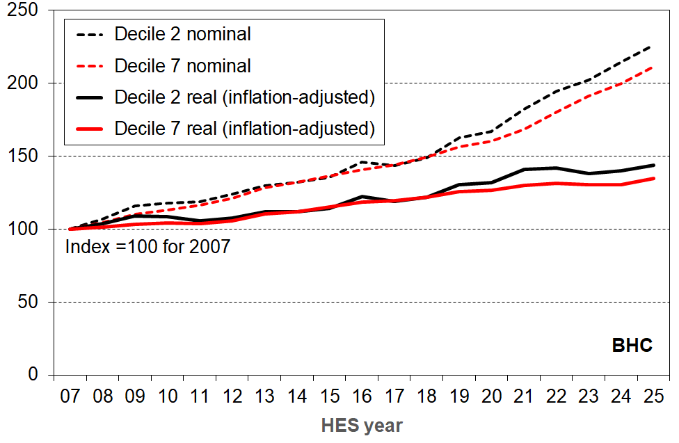 250
200
150
100
50
0
Decile 2 nominal
Decile 7 nominal
Decile 2 real (inflation-adjusted)
Decile 7 real (inflation-adjusted)
Index =100 for 2007
BHC
07 08 09 10 11 12 13 14 15 16 17 18 19 20 21 22 23 24 25
HES year